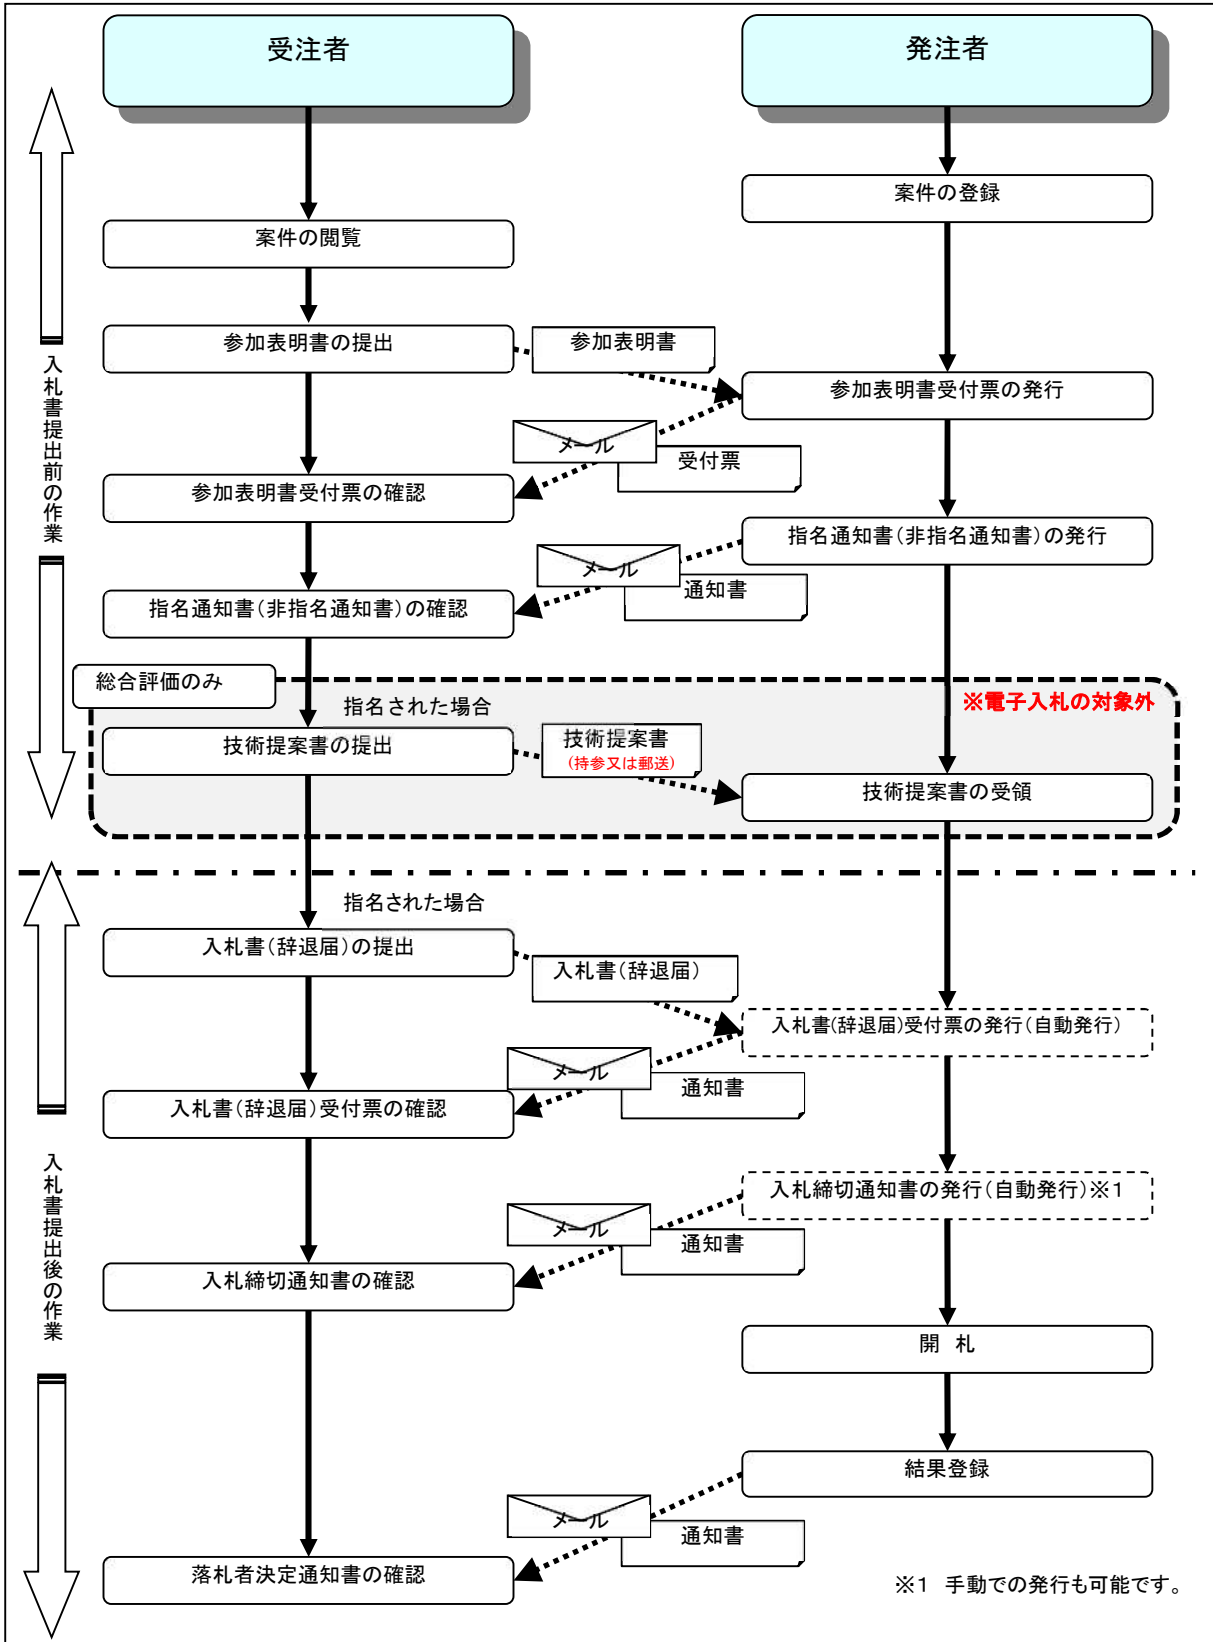 受注者
発注者
案件の登録
案件の閲覧
参加表明書の提出
参加表明書
参加表明書受付票の発行
メール
受付票
参加表明書受付票の確認
指名通知書（非指名通知書）の発行
メール
通知書
指名通知書（非指名通知書）の確認
入札書提出前の作業
総合評価のみ
指名された場合
※電子入札の対象外
技術提案書の提出
技術提案書
（持参又は郵送）
技術提案書の受領
指名された場合
入札書（辞退届）の提出
入札書（辞退届）
入札書（辞退届）受付票の発行（自動発行）
メール
通知書
入札書（辞退届）受付票の確認
入札締切通知書の発行（自動発行）※１
メール
通知書
入札締切通知書の確認
入札書提出後の作業
開　札
結果登録
メール
通知書
落札者決定通知書の確認
※１　手動での発行も可能です。